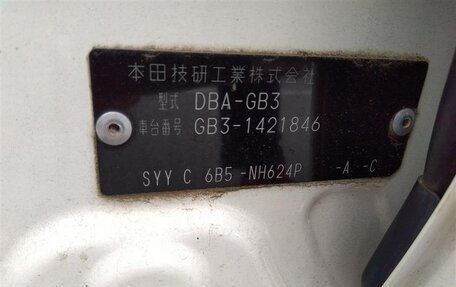 本田技研工業株式会社
型式 DBA-GB3
車台番号 GB3-1421846
SYY C 6B5 -NH624P -A -C